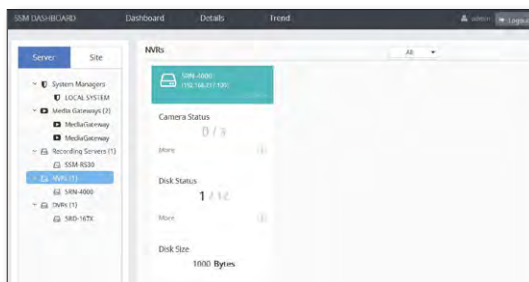 SSM DASHBOARD Dashboard Details Trend admin Logout
Server Site
System Managers
LOCAL SYSTEM
Media Gateways (2)
MediaGateway
MediaGateway
Recording Servers (1)
SSM-RS30
NVRs (1)
SRN-4000
DVRs (1)
SRD-16TX
NVRs
All
SRN-4000
Camera Status
0 / 3
More
Disk Status
1 / 12
More
Disk Size
1000 Bytes